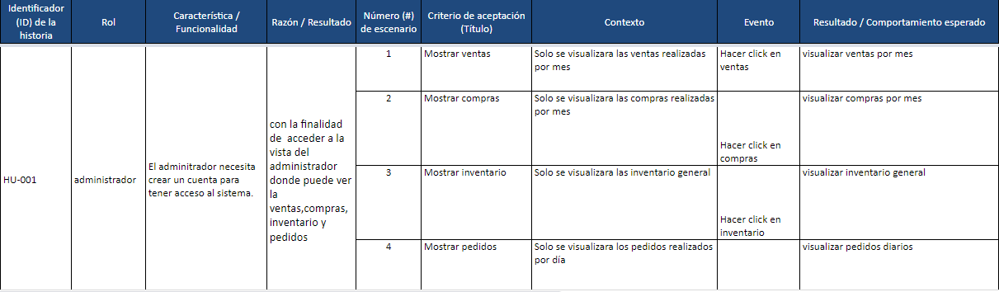 Identificador
(ID) de la
historia
Rol
Característica /
Funcionalidad
Razón / Resultado
Número (#)
de escenario
Criterio de aceptación
(Título)
Contexto
Evento
Resultado / Comportamiento esperado
HU-001
administrador
El adminitrador necesita
crear un cuenta para
tener acceso al sistema.
con la finalidad
de acceder a la
vista del
administrador
donde puede ver
la
ventas,compras,
inventario y
pedidos
1
Mostrar ventas
Solo se visualizara las ventas realizadas
por mes
Hacer click en
ventas
visualizar ventas por mes
2
Mostrar compras
Solo se visualizara las compras realizadas
por mes
Hacer click en
compras
visualizar compras por mes
3
Mostrar inventario
Solo se visualizara las inventario general
Hacer click en
inventario
visualizar inventario general
4
Mostrar pedidos
Solo se visualizara los pedidos realizados
por día
visualizar pedidos diarios